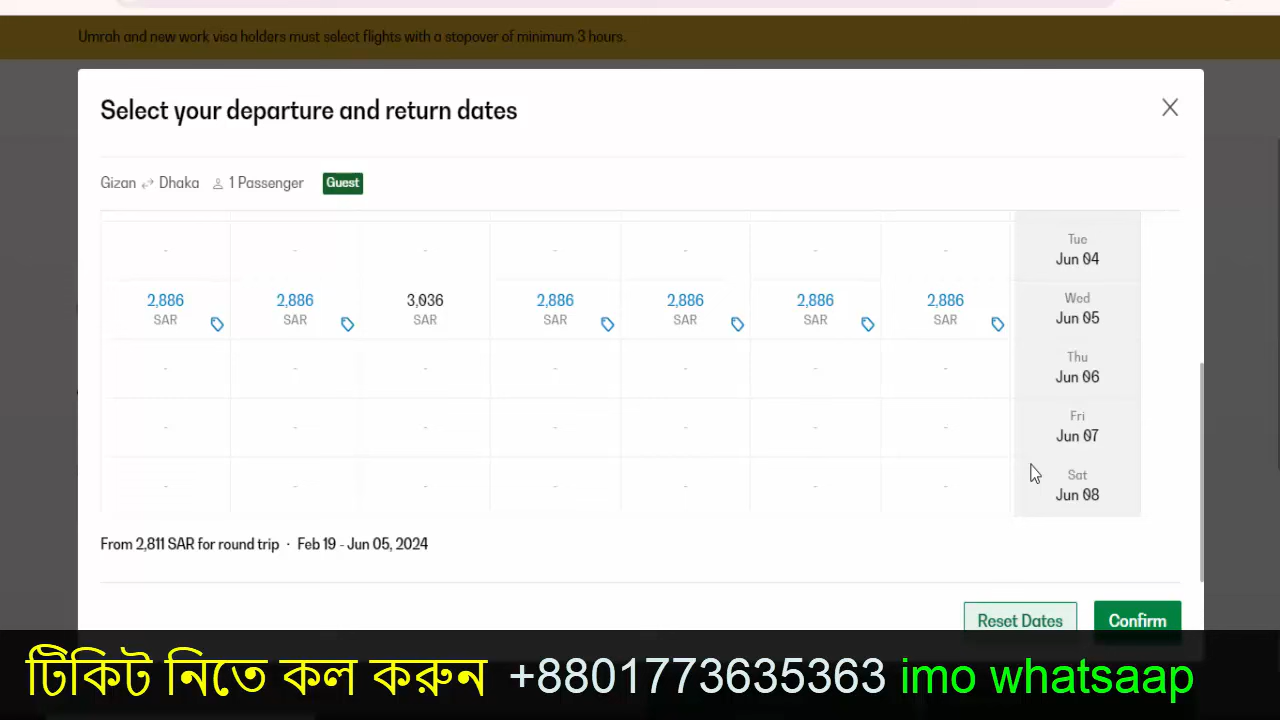 Umrah and new work visa holders must select flights with a stopover of minimum 3 hours.
Select your departure and return dates
Gizan Dhaka 1 Passenger Guest
- - - - - - - Tue
Jun 04
2,886 2,886 3,036 2,886 2,886 2,886 2,886 Wed
SAR SAR SAR SAR SAR SAR SAR Jun 05
- - - - - - - Thu
Jun 06
- - - - - - - Fri
Jun 07
- - - - - - - Sat
Jun 08
From 2,811 SAR for round trip · Feb 19 - Jun 05, 2024
Reset Dates Confirm
টিকিট নিতে কল করুন +8801773635363 imo whatsaap